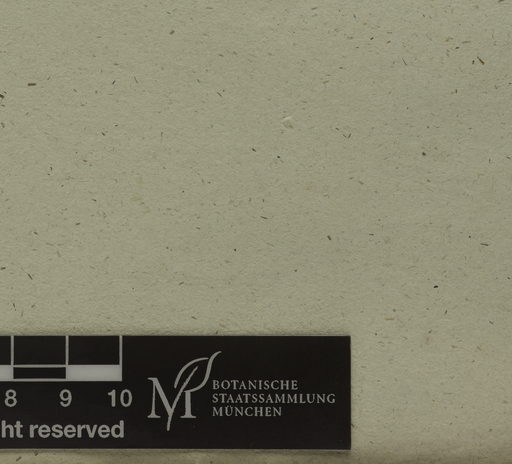 8 9 10
ht reserved
M
BOTANISCHE
STAATSSAMMLUNG
MÜNCHEN